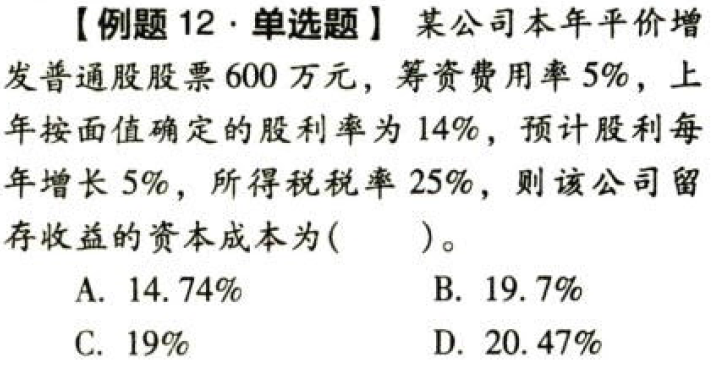 【例题 12 · 单选题】 某公司本年平价增
发普通股股票 600 万元，筹资费用率 5%，上
年按面值确定的股利率为 14%，预计股利每
年增长 5%，所得税税率 25%，则该公司留
存收益的资本成本为(　　)。
A. 14.74%　　B. 19.7%
C. 19%　　D. 20.47%